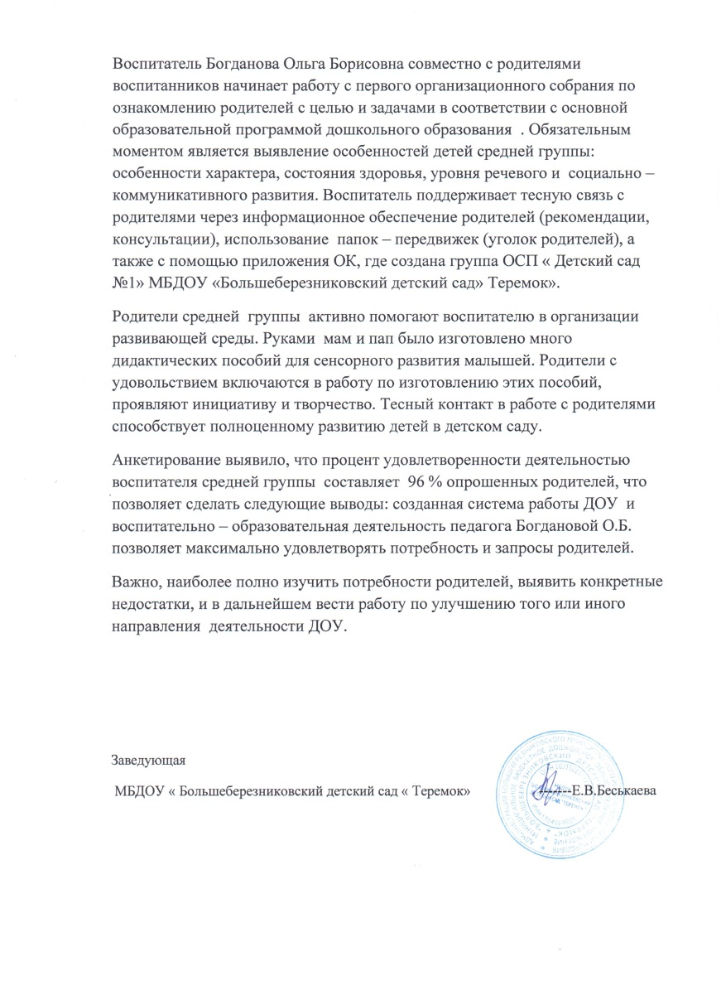 Воспитатель Богданова Ольга Борисовна совместно с родителями
воспитанников начинает работу с первого организационного собрания по
ознакомлению родителей с целью и задачами в соответствии с основной
образовательной программой дошкольного образования  . Обязательным
моментом является выявление особенностей детей средней группы:
особенности характера, состояния здоровья, уровня речевого и  социально –
коммуникативного развития. Воспитатель поддерживает тесную связь с
родителями через информационное обеспечение родителей (рекомендации,
консультации), использование  папок – передвижек (уголок родителей), а
также с помощью приложения ОК, где создана группа ОСП « Детский сад
№1» МБДОУ «Большеберезниковский детский сад» Теремок».
Родители средней  группы  активно помогают воспитателю в организации
развивающей среды. Руками  мам и пап было изготовлено много
дидактических пособий для сенсорного развития малышей. Родители с
удовольствием включаются в работу по изготовлению этих пособий,
проявляют инициативу и творчество. Тесный контакт в работе с родителями
способствует полноценному развитию детей в детском саду.
Анкетирование выявило, что процент удовлетворенности деятельностью
воспитателя средней группы  составляет  96 % опрошенных родителей, что
позволяет сделать следующие выводы: созданная система работы ДОУ  и
воспитательно – образовательная деятельность педагога Богдановой О.Б.
позволяет максимально удовлетворять потребность и запросы родителей.
Важно, наиболее полно изучить потребности родителей, выявить конкретные
недостатки, и в дальнейшем вести работу по улучшению того или иного
направления  деятельности ДОУ.
Заведующая
МБДОУ « Большеберезниковский детский сад « Теремок»
------Е.В.Беськаева